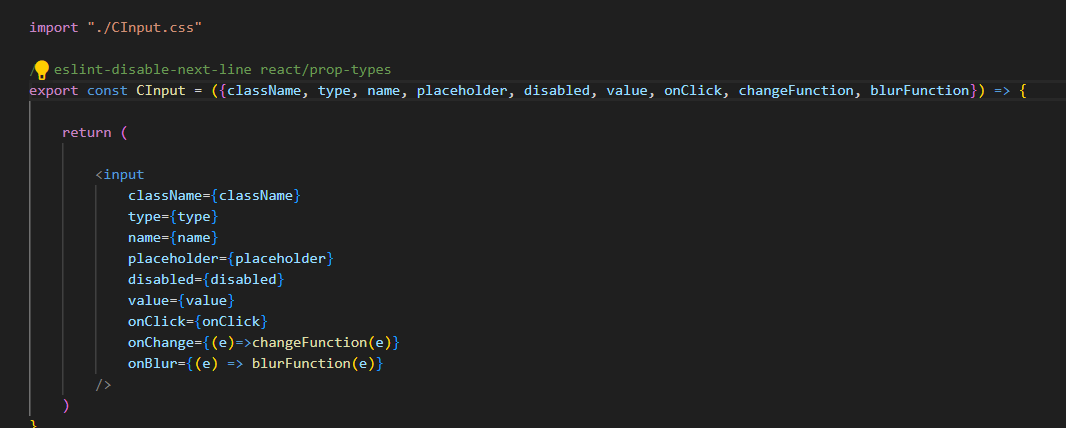 import "./CInput.css"
/ eslint-disable-next-line react/prop-types
export const CInput = ({className, type, name, placeholder, disabled, value, onClick, changeFunction, blurFunction}) => {
return (
<input
className={className}
type={type}
name={name}
placeholder={placeholder}
disabled={disabled}
value={value}
onClick={onClick}
onChange={(e)=>changeFunction(e)}
onBlur={(e) => blurFunction(e)}
/>
)
}